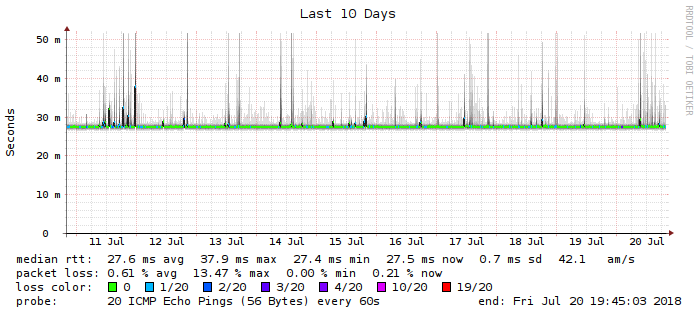 Last 10 Days
RRDTOOL / TOBI OETIKER
Seconds
50 m
40 m
30 m
20 m
10 m
0
11 Jul 12 Jul 13 Jul 14 Jul 15 Jul 16 Jul 17 Jul 18 Jul 19 Jul 20 Jul
median rtt: 27.6 ms avg 37.9 ms max 27.4 ms min 27.5 ms now 0.7 ms sd 42.1 am/s
packet loss: 0.61 % avg 13.47 % max 0.00 % min 0.21 % now
loss color: 0 1/20 2/20 3/20 4/20 10/20 19/20
probe: 20 ICMP Echo Pings (56 Bytes) every 60s end: Fri Jul 20 19:45:03 2018